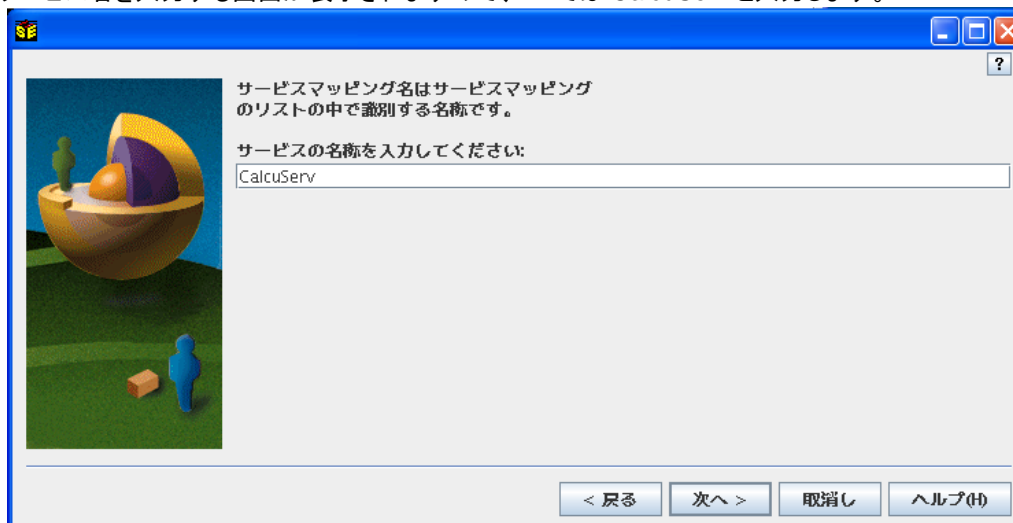 サービスマッピング名はサービスマッピング
のリストの中で識別する名称です。
サービスの名称を入力してください:
CalcuServ
< 戻る 次へ > 取消し ヘルプ(H)